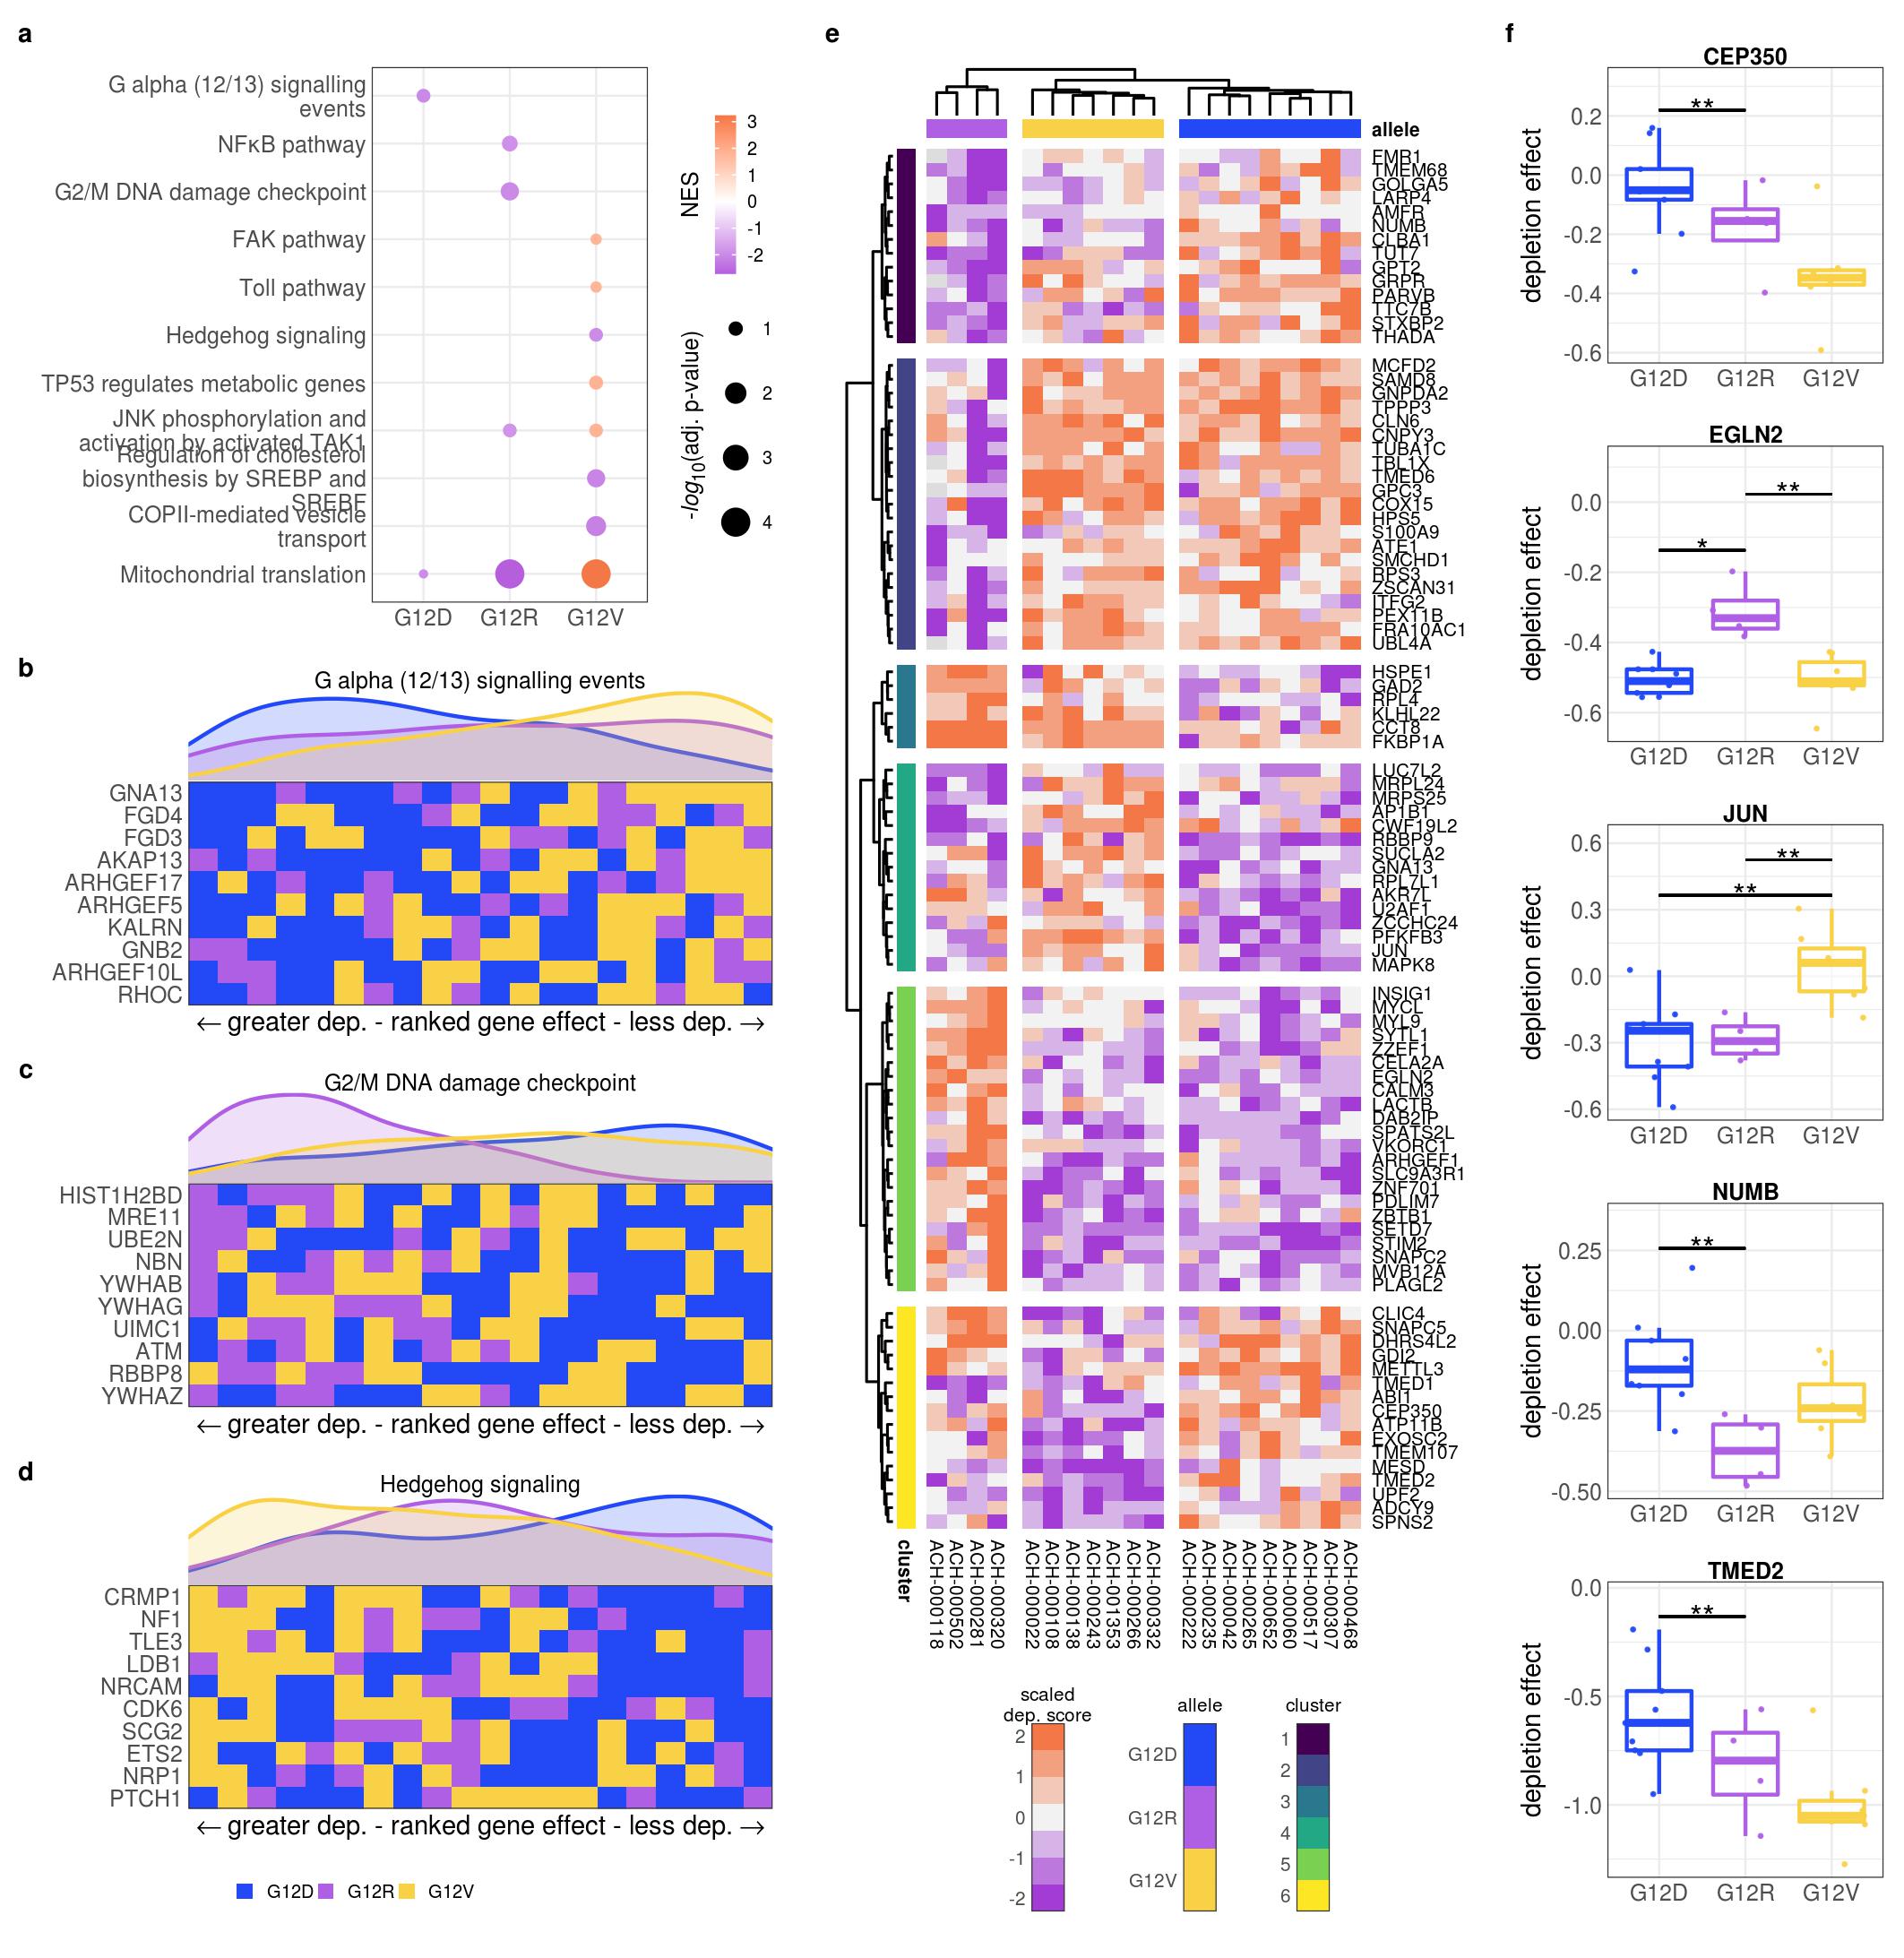 a
G alpha (12/13) signalling
events
NFκB pathway
G2/M DNA damage checkpoint
FAK pathway
Toll pathway
Hedgehog signaling
TP53 regulates metabolic genes
JNK phosphorylation and
activation by activated TAK1
Regulation of cholesterol
biosynthesis by SREBP and
SREBF
COPII-mediated vesicle
transport
Mitochondrial translation
G12D G12R G12V
NES
3
2
1
0
-1
-2
-log10(adj. p-value)
1
2
3
4
b
G alpha (12/13) signalling events
GNA13
FGD4
FGD3
AKAP13
ARHGEF17
ARHGEF5
KALRN
GNB2
ARHGEF10L
RHOC
← greater dep. - ranked gene effect - less dep. →
c
G2/M DNA damage checkpoint
HIST1H2BD
MRE11
UBE2N
NBN
YWHAB
YWHAG
UIMC1
ATM
RBBP8
YWHAZ
← greater dep. - ranked gene effect - less dep. →
d
Hedgehog signaling
CRMP1
NF1
TLE3
LDB1
NRCAM
CDK6
SCG2
ETS2
NRP1
PTCH1
← greater dep. - ranked gene effect - less dep. →
G12D G12R G12V
e
allele
FMR1
TMEM68
GOLGA5
LARP4
AMFR
NUMB
CLBA1
TUT7
GPT2
GRPR
PARVB
TTC7B
STXBP2
THADA
MCFD2
SAMD8
GNPDA2
TPPP3
CLN6
CNPY3
TUBA1C
TBL1X
TMED6
GPC3
COX15
HPS5
S100A9
ATE1
SMCHD1
RPS3
ZSCAN31
ITFG2
PEX11B
FRA10AC1
UBL4A
HSPE1
GAD2
RPL4
KLHL22
CCT8
FKBP1A
LUC7L2
MRPL24
MRPS25
AP1B1
CWF19L2
RBBP9
SUCLA2
GNA13
RPL7L1
AKR7L
U2AF1
ZCCHC24
PFKFB3
JUN
MAPK8
INSIG1
MYCL
MYL9
SYTL1
ZZEF1
CELA2A
EGLN2
CALM3
LACTB
DAB2IP
SPATS2L
VKORC1
ARHGEF1
SLC9A3R1
ZNF701
PDLIM7
ZBTB1
SETD7
STIM2
SNAPC2
MVB12A
PLAGL2
CLIC4
SNAPC5
DHRS4L2
GDI2
METTL3
TMED1
ABI1
CEP350
ATP11B
EXOSC2
TMEM107
MESD
TMED2
UPF2
ADCY9
SPNS2
cluster
ACH-000118
ACH-000502
ACH-000281
ACH-000320
ACH-000022
ACH-000108
ACH-000138
ACH-000243
ACH-001353
ACH-000266
ACH-000332
ACH-000222
ACH-000235
ACH-000042
ACH-000265
ACH-000652
ACH-000060
ACH-000517
ACH-000307
ACH-000468
scaled
dep. score
2
1
0
-1
-2
allele
G12D
G12R
G12V
cluster
1
2
3
4
5
6
f
CEP350
depletion effect
0.2
0.0
-0.2
-0.4
-0.6
**
G12D G12R G12V
EGLN2
depletion effect
0.0
-0.2
-0.4
-0.6
**
*
G12D G12R G12V
JUN
depletion effect
0.6
0.3
0.0
-0.3
-0.6
**
**
G12D G12R G12V
NUMB
depletion effect
0.25
0.00
-0.25
-0.50
**
G12D G12R G12V
TMED2
depletion effect
0.0
-0.5
-1.0
**
G12D G12R G12V